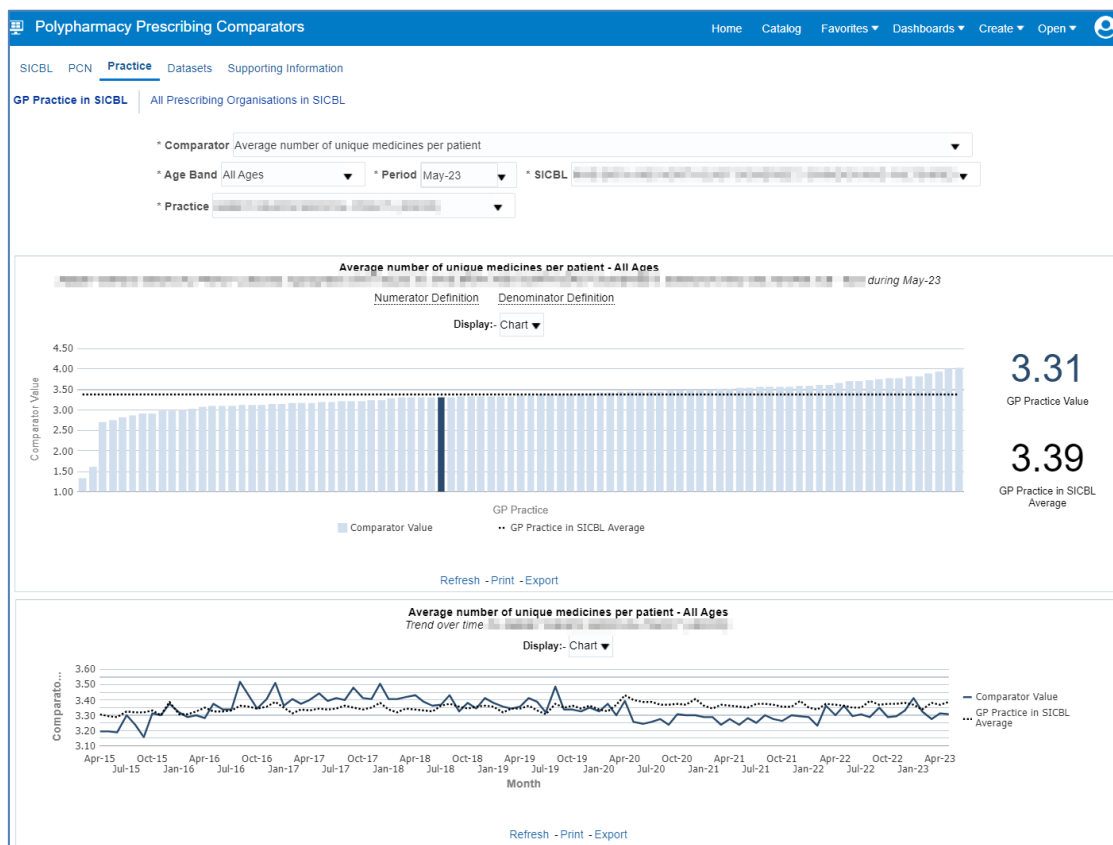 Polypharmacy Prescribing Comparators
Home Catalog Favorites Dashboards Create Open
SICBL PCN Practice Datasets Supporting Information
GP Practice in SICBL All Prescribing Organisations in SICBL
* Comparator Average number of unique medicines per patient
* Age Band All Ages * Period May-23 * SICBL
* Practice
Average number of unique medicines per patient - All Ages
during May-23
Numerator Definition Denominator Definition
Display:- Chart
4.50
4.00
3.50
3.00
2.50
2.00
1.50
1.00
Comparator Value
GP Practice
Comparator Value GP Practice in SICBL Average
3.31
GP Practice Value
3.39
GP Practice in SICBL
Average
Refresh - Print - Export
Average number of unique medicines per patient - All Ages
Trend over time
Display:- Chart
3.60
3.50
3.40
3.30
3.20
3.10
Comparato...
Comparator Value
GP Practice in SICBL
Average
Apr-15 Oct-15 Apr-16 Oct-16 Apr-17 Oct-17 Apr-18 Oct-18 Apr-19 Oct-19 Apr-20 Oct-20 Apr-21 Oct-21 Apr-22 Oct-22 Apr-23
Jul-15 Jan-16 Jul-16 Jan-17 Jul-17 Jan-18 Jul-18 Jan-19 Jul-19 Jan-20 Jul-20 Jan-21 Jul-21 Jan-22 Jul-22 Jan-23
Month
Refresh - Print - Export